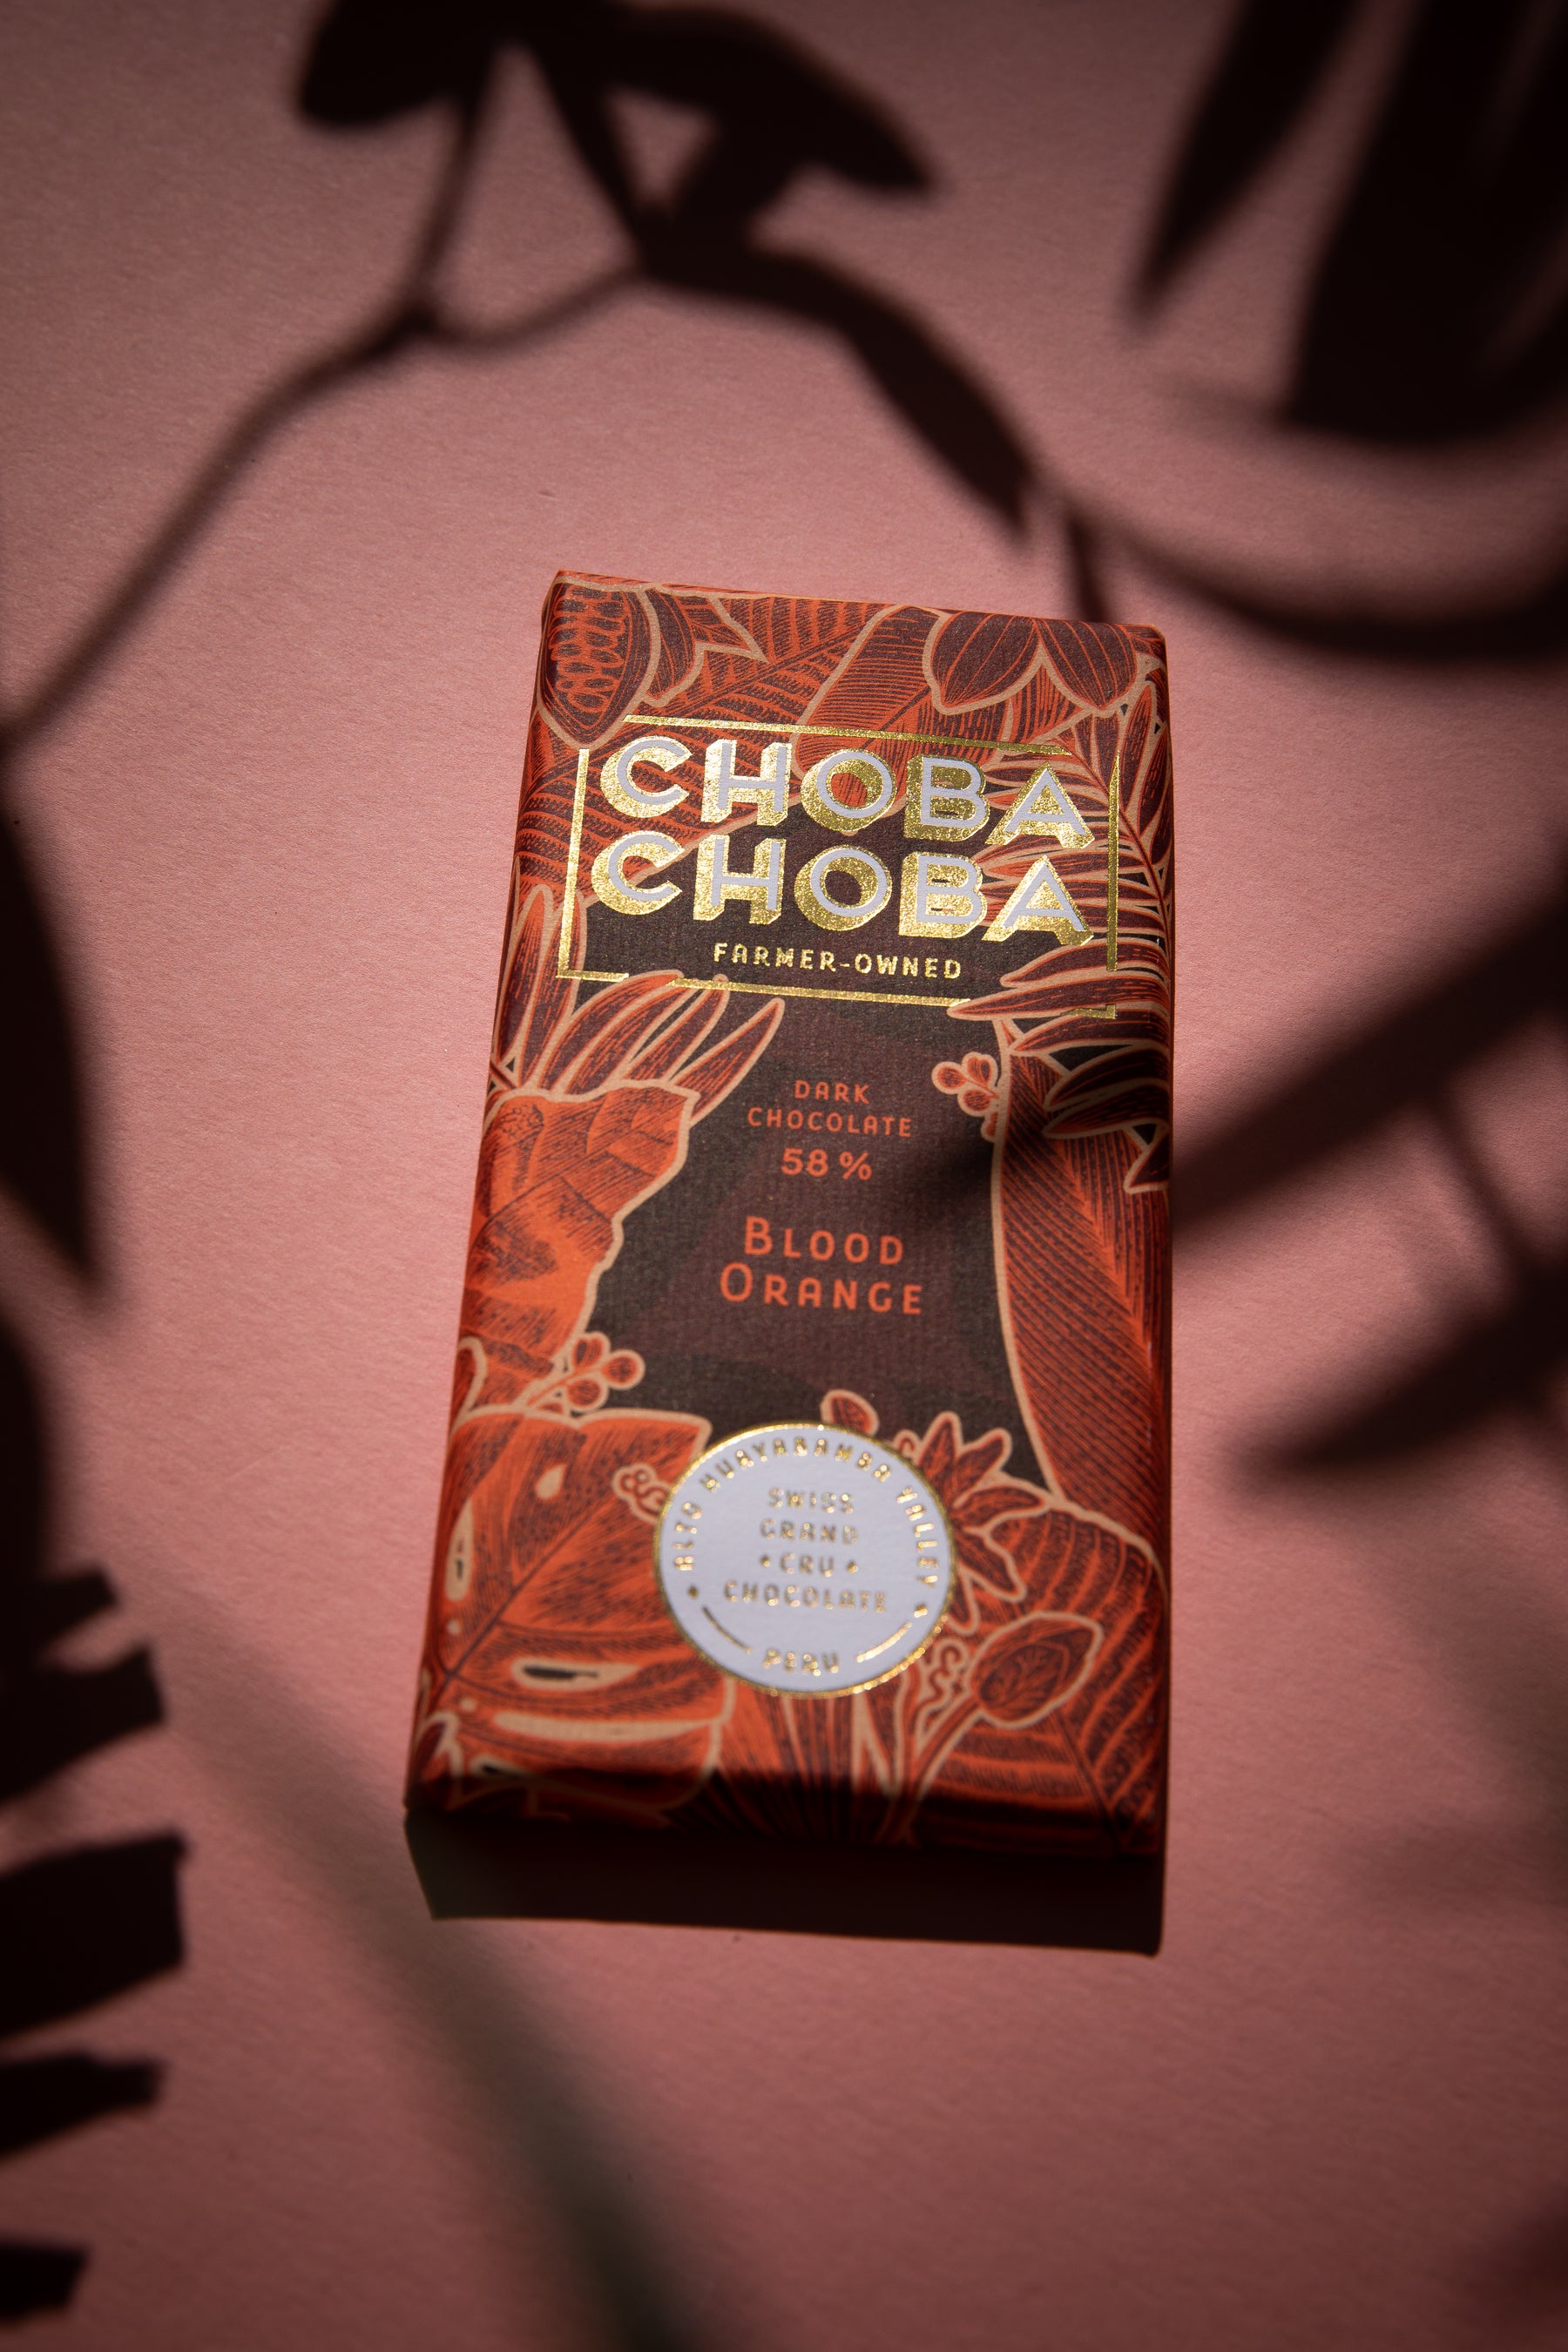 CHOBA
CHOBA
FARMER-OWNED
DARK
CHOCOLATE
58 %
BLOOD
ORANGE
ALTO HUAYABAMBA VALLEY
SWISS
GRAND
CRU
CHOCOLATE
PERU